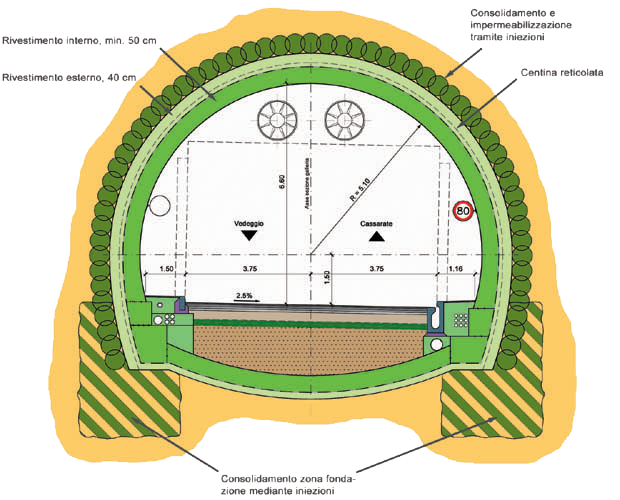 Consolidamento e
impermeabilizzazione
tramite iniezioni
Rivestimento interno, min. 50 cm
Rivestimento esterno, 40 cm
Centina reticolata
6.60
Asse sezione galleria
R = 5.10
80
Vedeggio
Cassarate
1.50
3.75
3.75
1.16
1.50
2.5%
Consolidamento zona fonda-
zione mediante iniezioni